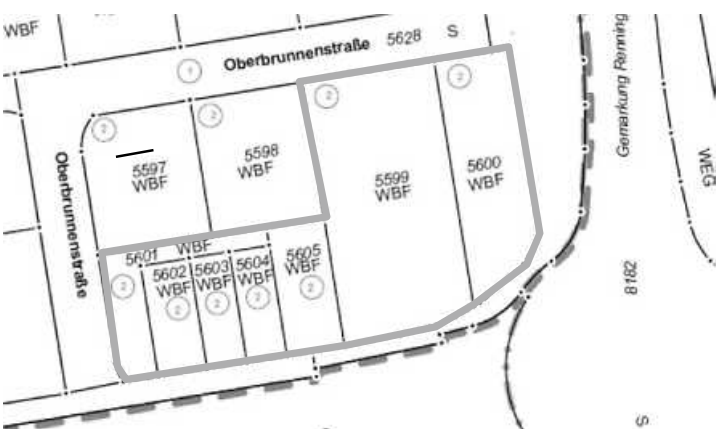 WBF
Oberbrunnenstraße 5628 S
1
2
2
2
2
Gemarkung Renning
5597
WBF
5598
WBF
5599
WBF
5600
WBF
WEG
Oberbrunnenstraße
5601 WBF
5602
WBF
5603
WBF
5604
WBF
5605
WBF
2
2
2
2
2
8182
S